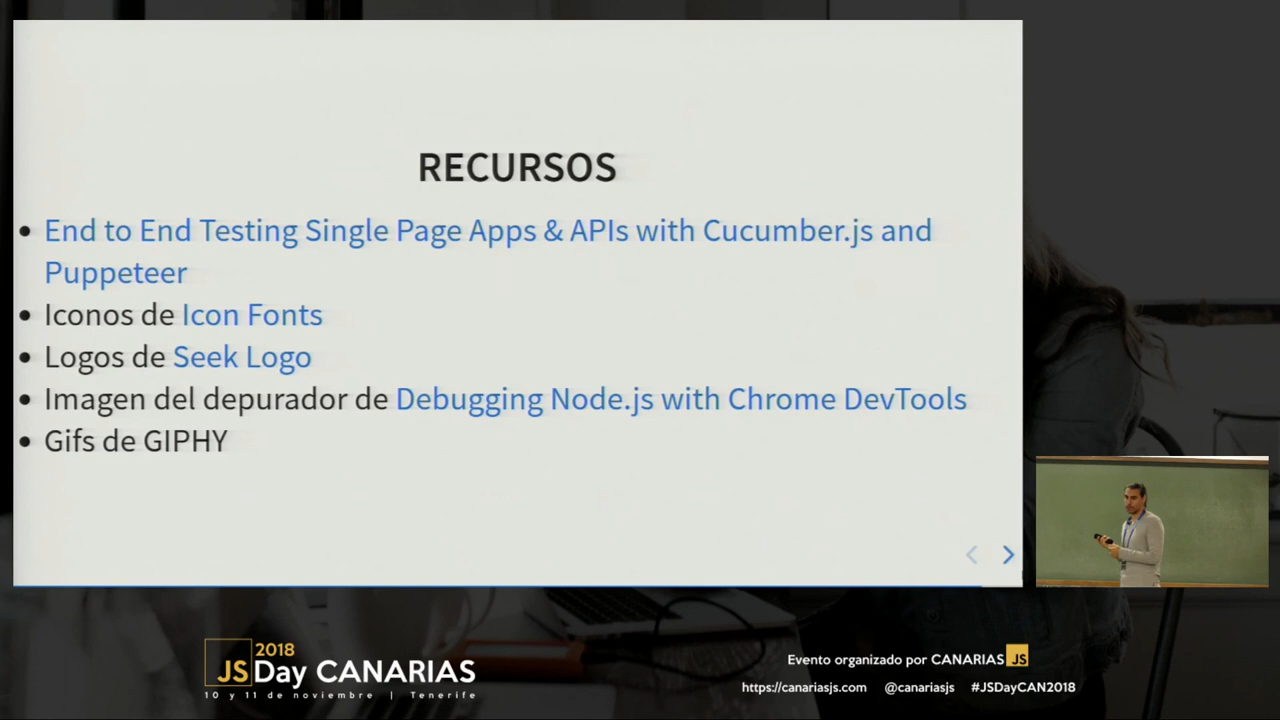 RECURSOS
End to End Testing Single Page Apps & APIs with Cucumber.js and
Puppeteer
Iconos de Icon Fonts
Logos de Seek Logo
Imagen del depurador de Debugging Node.js with Chrome DevTools
Gifs de GIPHY
2018
JSDay CANARIAS
10 y 11 de noviembre | Tenerife
Evento organizado por CANARIAS JS
https://canariasjs.com @canariasjs #JSDayCAN2018